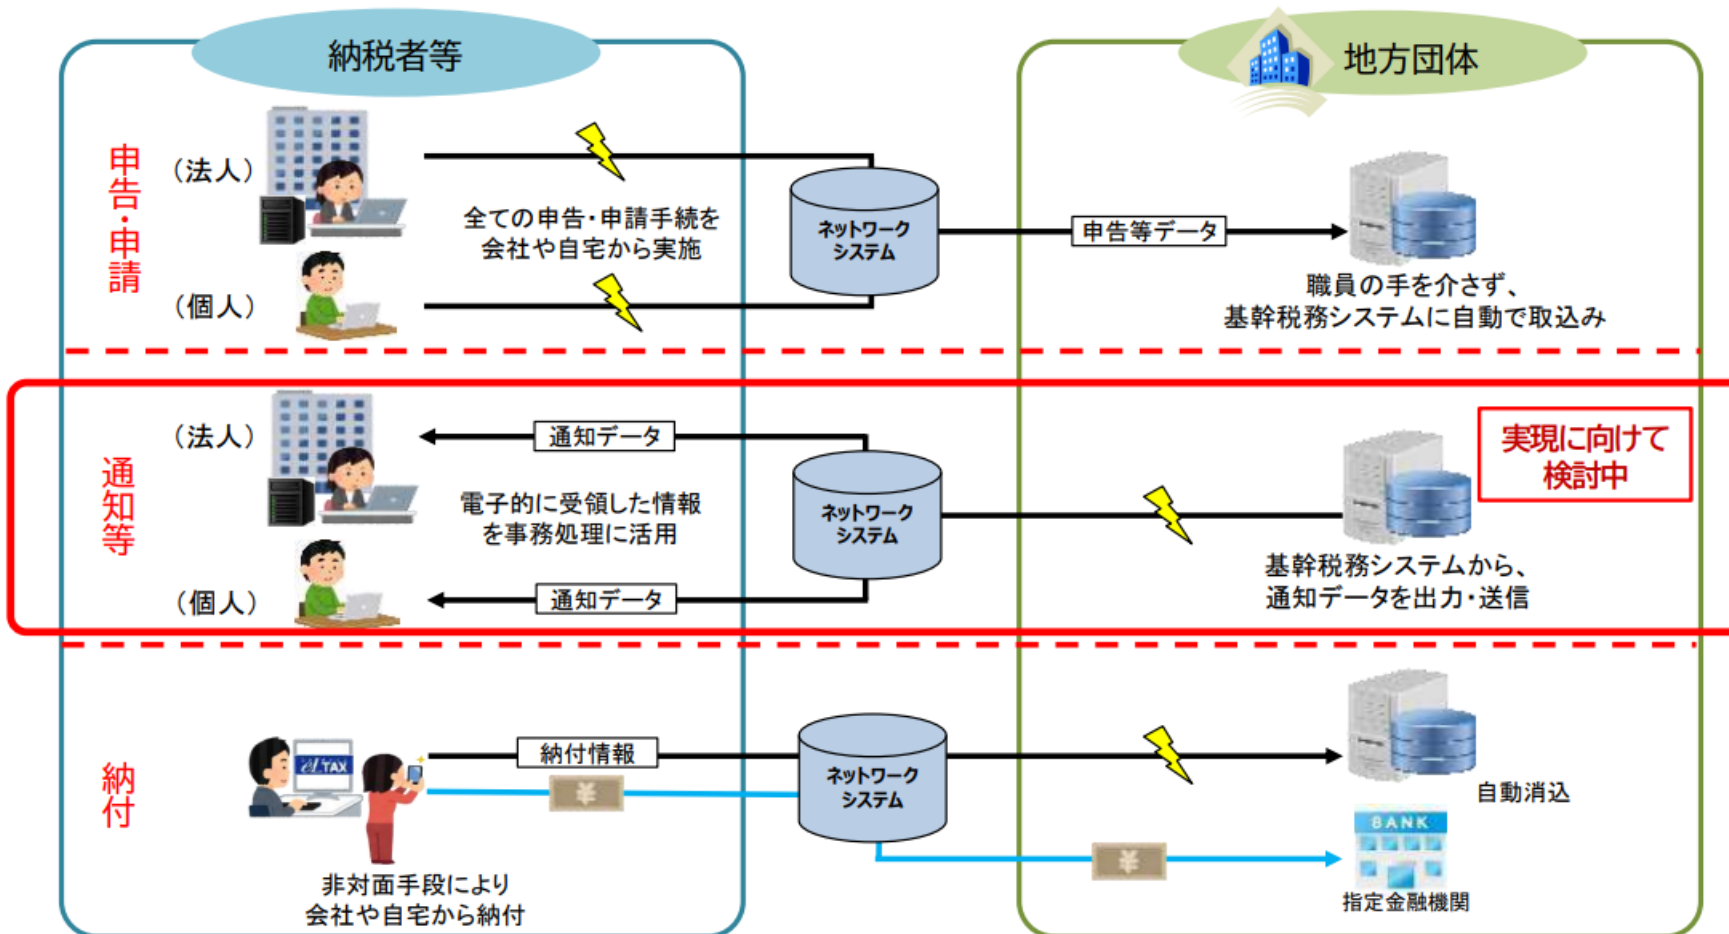 納税者等
地方団体
申告・申請
（法人）
全ての申告・申請手続を
会社や自宅から実施
（個人）
ネットワーク
システム
申告等データ
職員の手を介さず、
基幹税務システムに自動で取込み
通知等
（法人）
通知データ
電子的に受領した情報
を事務処理に活用
（個人）
通知データ
ネットワーク
システム
実現に向けて
検討中
基幹税務システムから、
通知データを出力・送信
納付
eLTAX
納付情報
¥
非対面手段により
会社や自宅から納付
ネットワーク
システム
自動消込
¥
BANK
指定金融機関